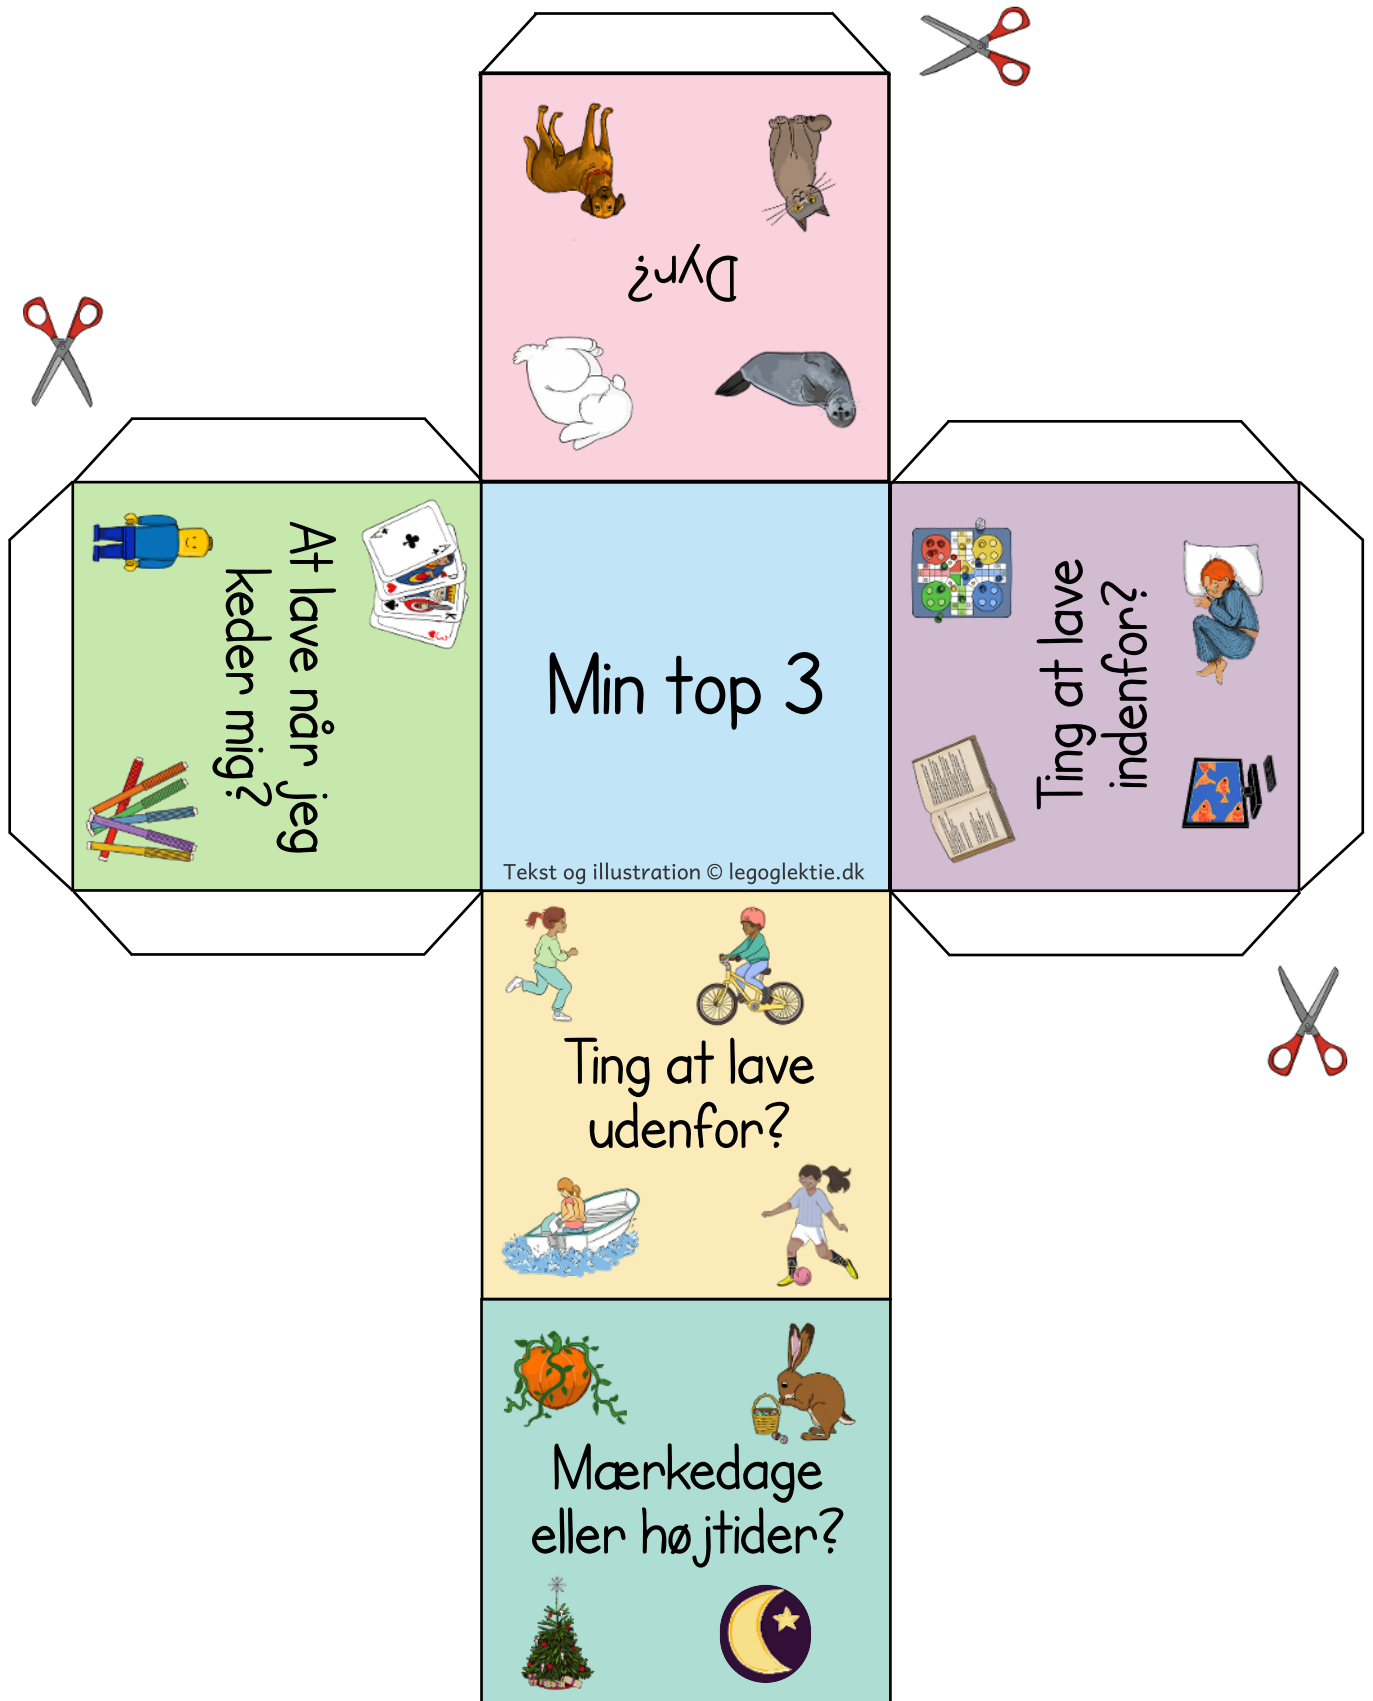 Dyr?
At lave når jeg
keder mig?
Min top 3
Tekst og illustration © legoglektie.dk
Ting at lave
indenfor?
Ting at lave
udenfor?
Mærkedage
eller højtider?